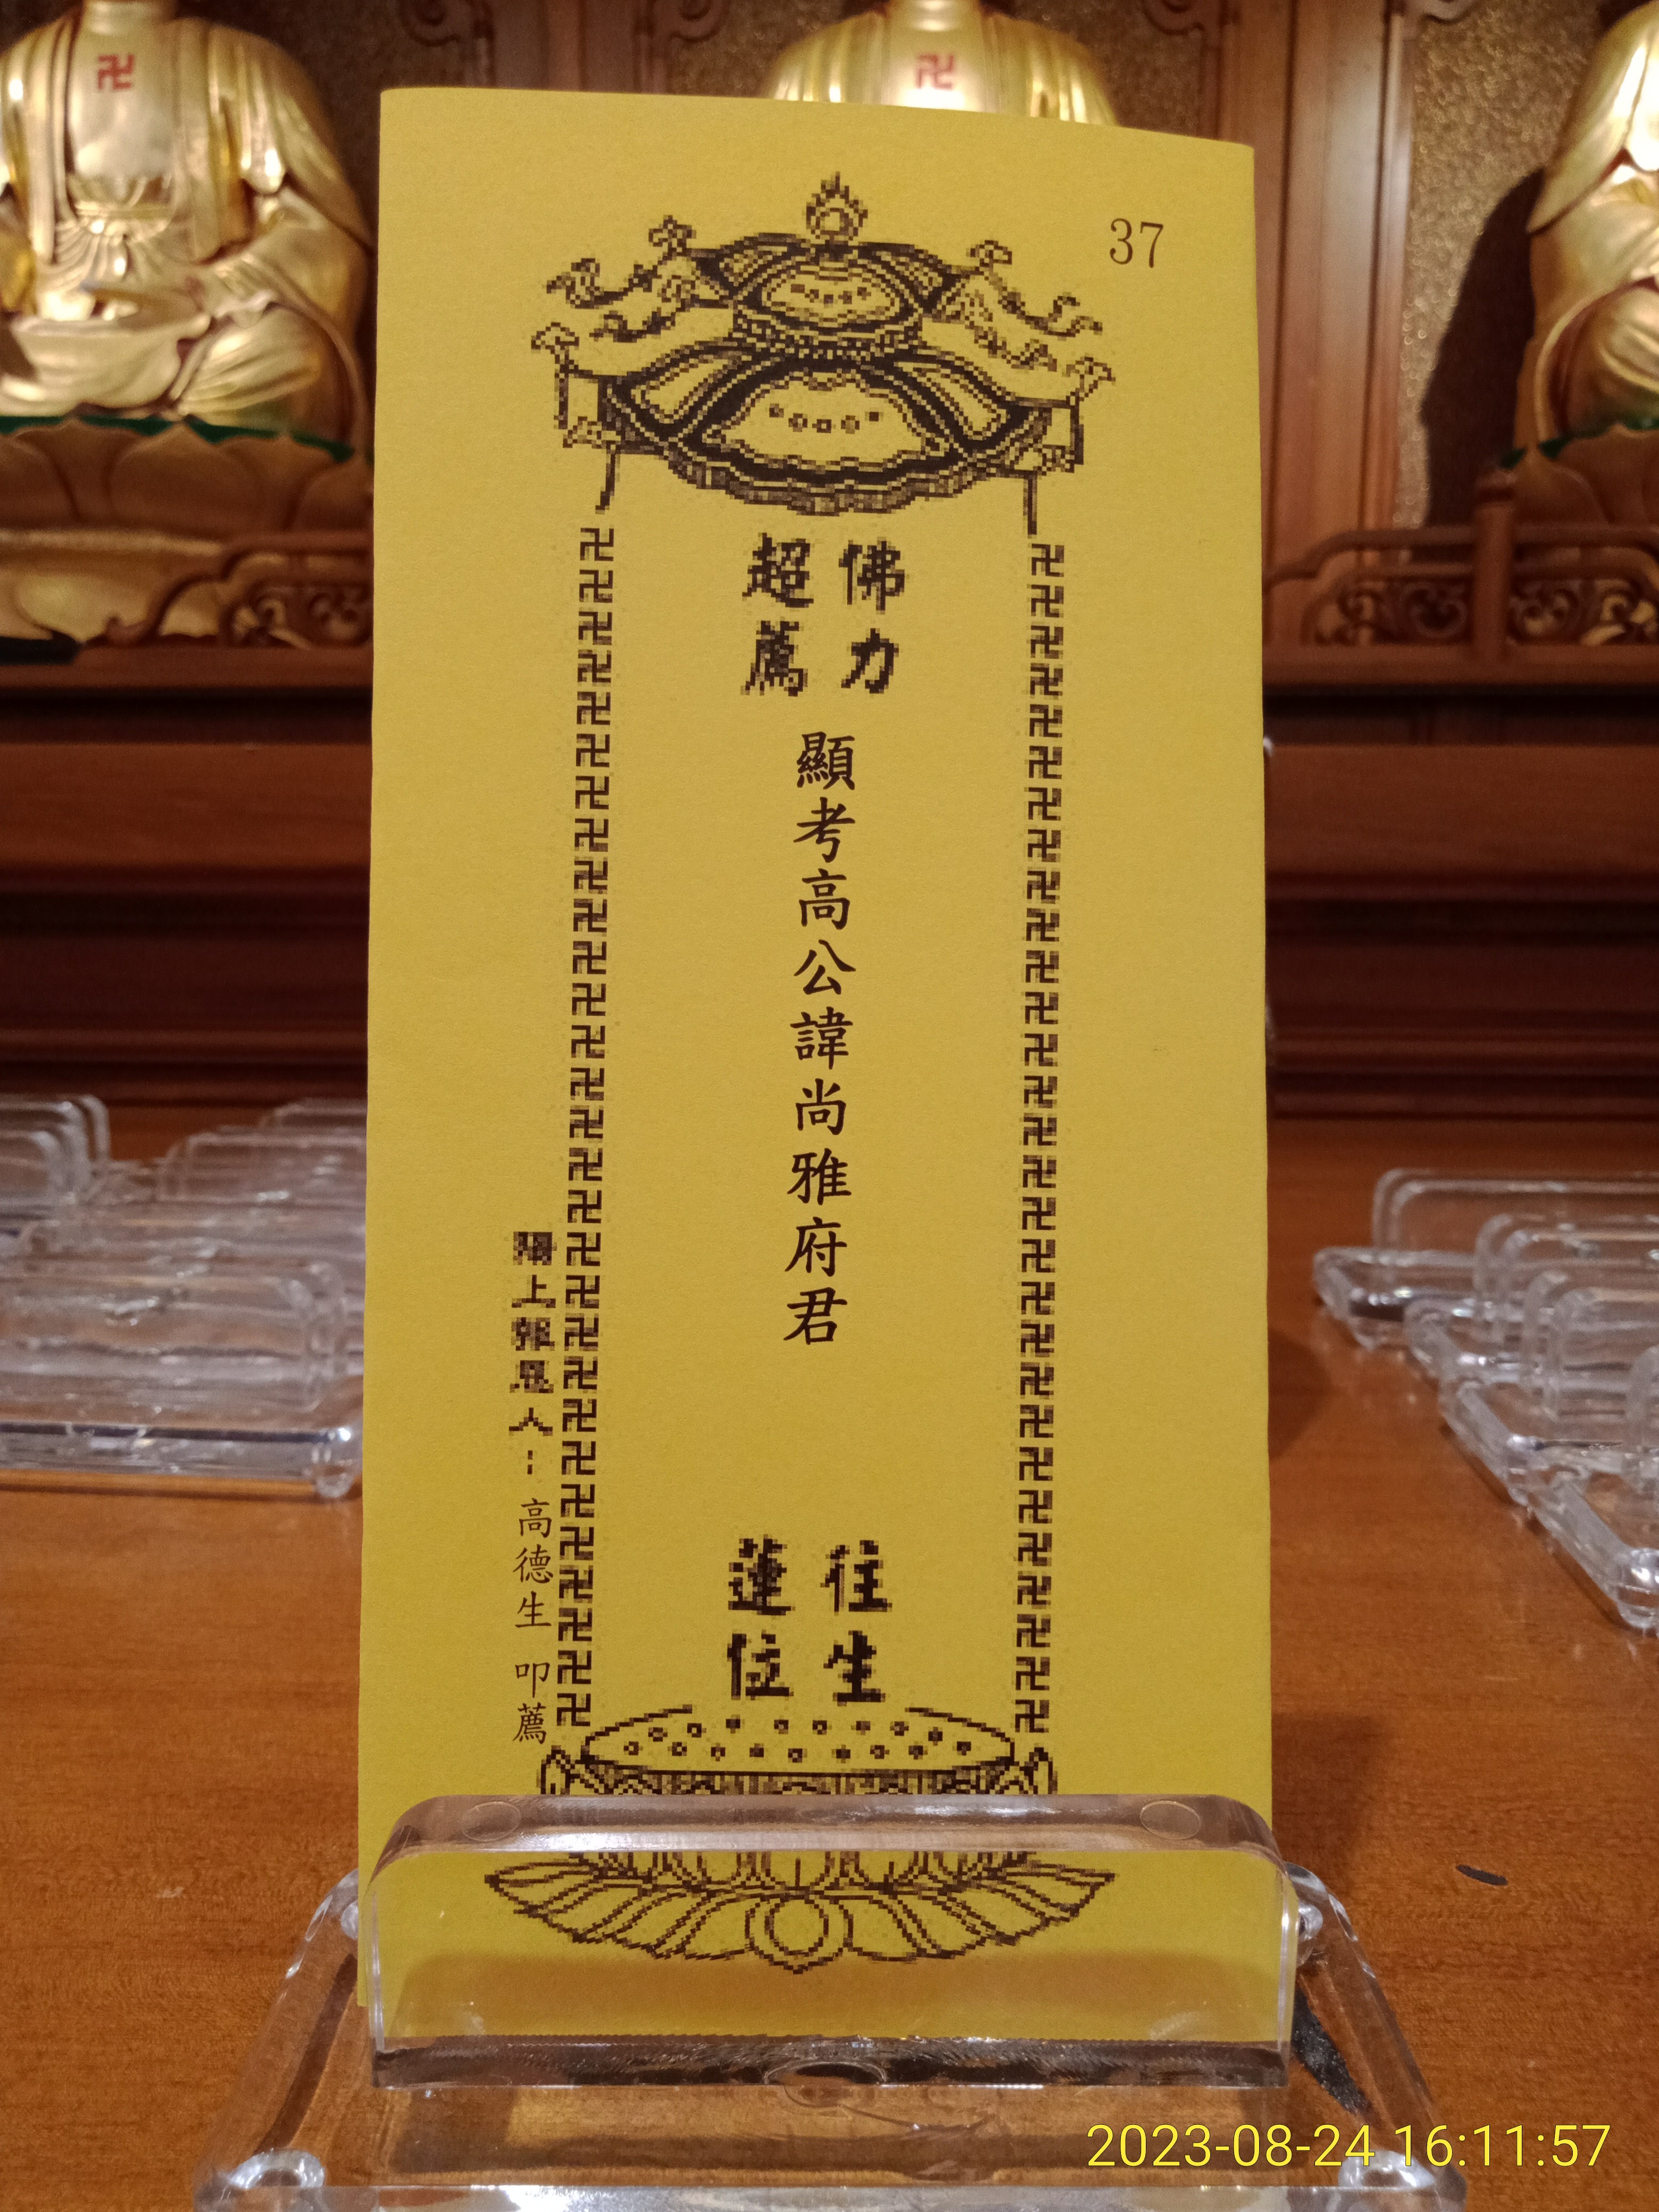 37
佛力
超薦
顯考高公諱尚雅府君
往生
蓮位
陽上報恩人：高德生 叩薦
2023-08-24 16:11:57